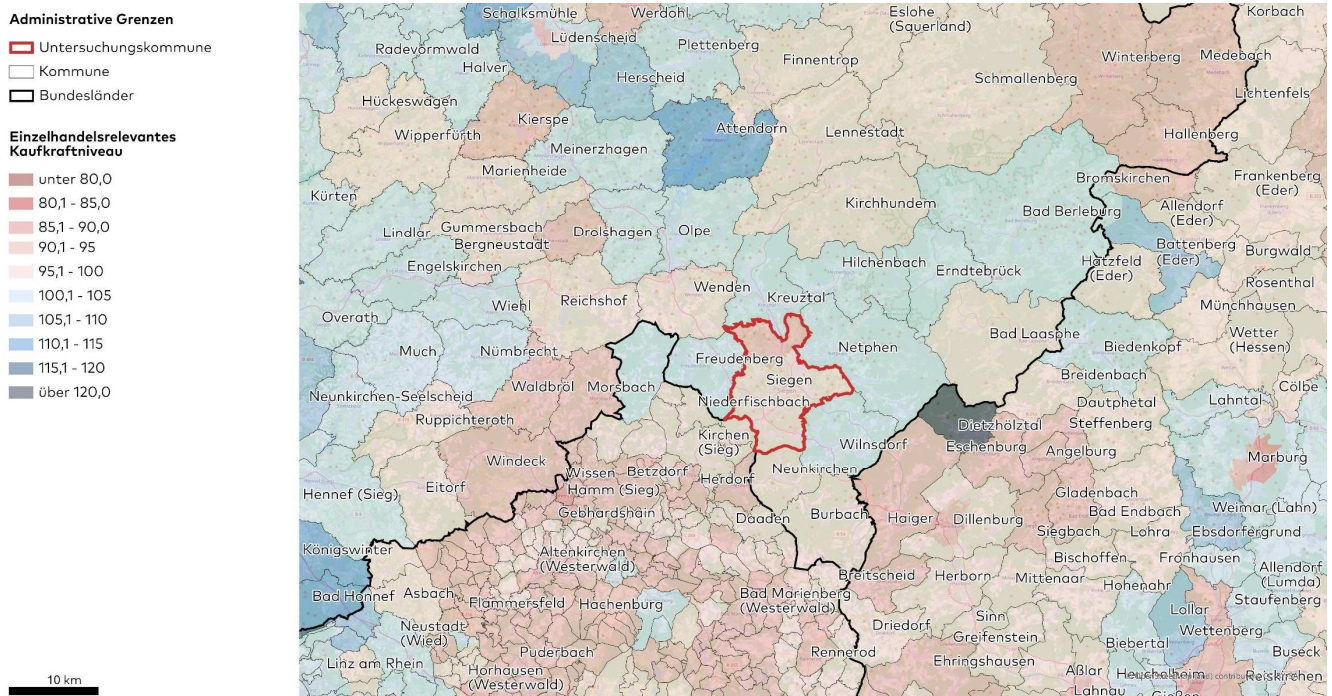 Administrative Grenzen
Untersuchungskommune
Kommune
Bundesländer
Einzelhandelsrelevantes
Kaufkraftniveau
unter 80,0
80,1 - 85,0
85,1 - 90,0
90,1 - 95
95,1 - 100
100,1 - 105
105,1 - 110
110,1 - 115
115,1 - 120
über 120,0
10 km
Schalksmühle
Werdohl
Eslohe
(Sauerland)
Korbach
Lüdenscheid
Radevormwald
Plettenberg
Finnentrop
Winterberg
Medebach
Halver
Herscheid
Schmallenberg
Lichtenfels
Hückeswagen
Kierspe
Attendorn
Lennestadt
Hallenberg
Wipperfürth
Meinerzhagen
Marienheide
Bromskirchen
Frankenberg
(Eder)
Kürten
Kirchhundem
Bad Berleburg
Allendorf
(Eder)
Lindlar
Gummersbach
Bergneustadt
Drolshagen
Olpe
Battenberg
(Eder)
Burgwald
Engelskirchen
Hilchenbach
Erndtebrück
Hatzfeld
(Eder)
Rosenthal
Wenden
Kreuztal
Wiehl
Reichshof
Münchhausen
Overath
Bad Laasphe
Wetter
(Hessen)
Much
Nümbrecht
Freudenberg
Netphen
Biedenkopf
Siegen
Breidenbach
Cölbe
Waldbröl
Morsbach
Neunkirchen-Seelscheid
Niederfischbach
Dautphetal
Lahntal
Ruppichteroth
Dietzhölztal
Steffenberg
Kirchen
(Sieg)
Wilnsdorf
Eschenburg
Angelburg
Marburg
Windeck
Wissen
Betzdorf
Neunkirchen
Eitorf
Hamm (Sieg)
Herdorf
Hennef (Sieg)
Gladenbach
Gebhardshain
Daaden
Burbach
Haiger
Dillenburg
Bad Endbach
Weimar (Lahn)
Siegbach
Lohra
Ebsdorfergrund
Königswinter
Altenkirchen
(Westerwald)
Bischoffen
Fronhausen
Breitscheid
Herborn
Mittenaar
Hohenahr
Allendorf
(Lumda)
Bad Honnef
Asbach
Flammersfeld
Hachenburg
Bad Marienberg
(Westerwald)
Staufenberg
Lollar
Sinn
Neustadt
(Wied)
Driedorf
Greifenstein
Wettenberg
Biebertal
Puderbach
Rennerod
Buseck
Linz am Rhein
Ehringshausen
Horhausen
(Westerwald)
Aßlar
Heuchelheim
Reiskirchen
Lahnau